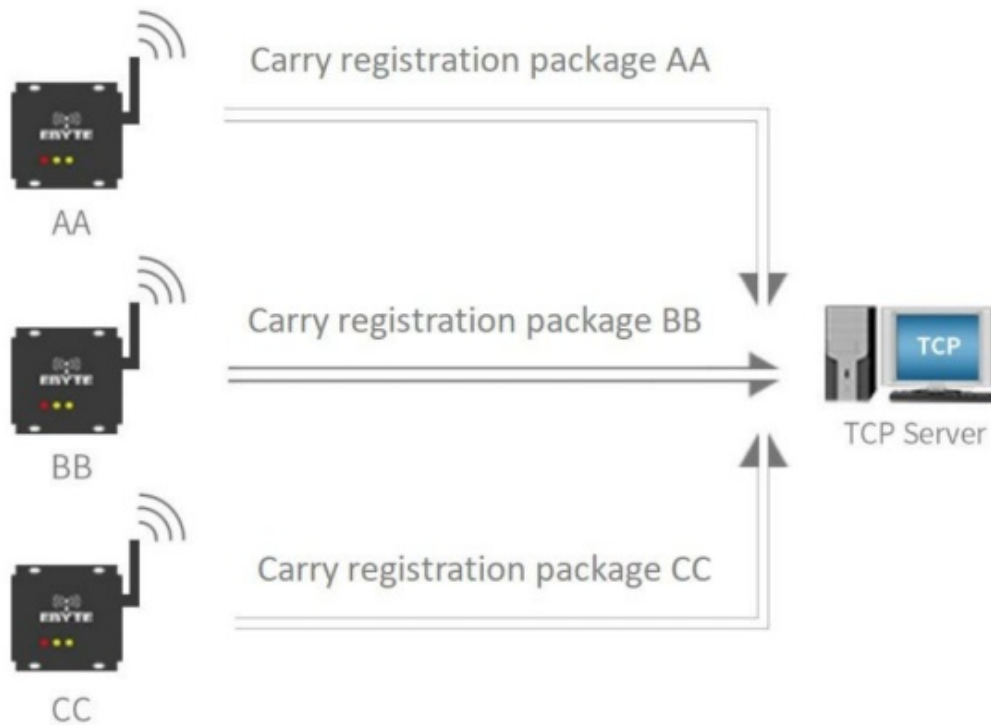 Carry registration package AA
EBYTE
AA
Carry registration package BB
EBYTE
TCP
BB
TCP Server
Carry registration package CC
EBYTE
CC